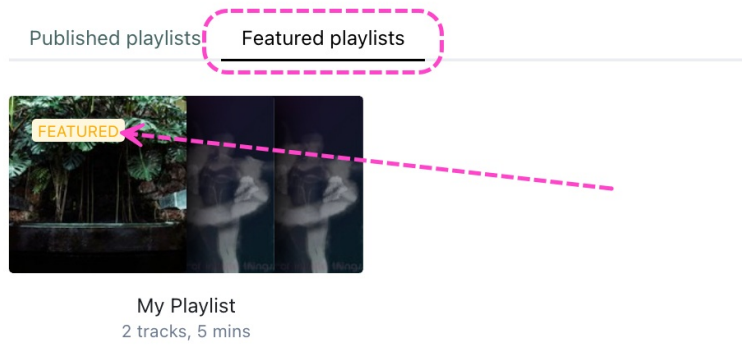 Published playlists
Featured playlists
FEATURED
My Playlist
2 tracks, 5 mins